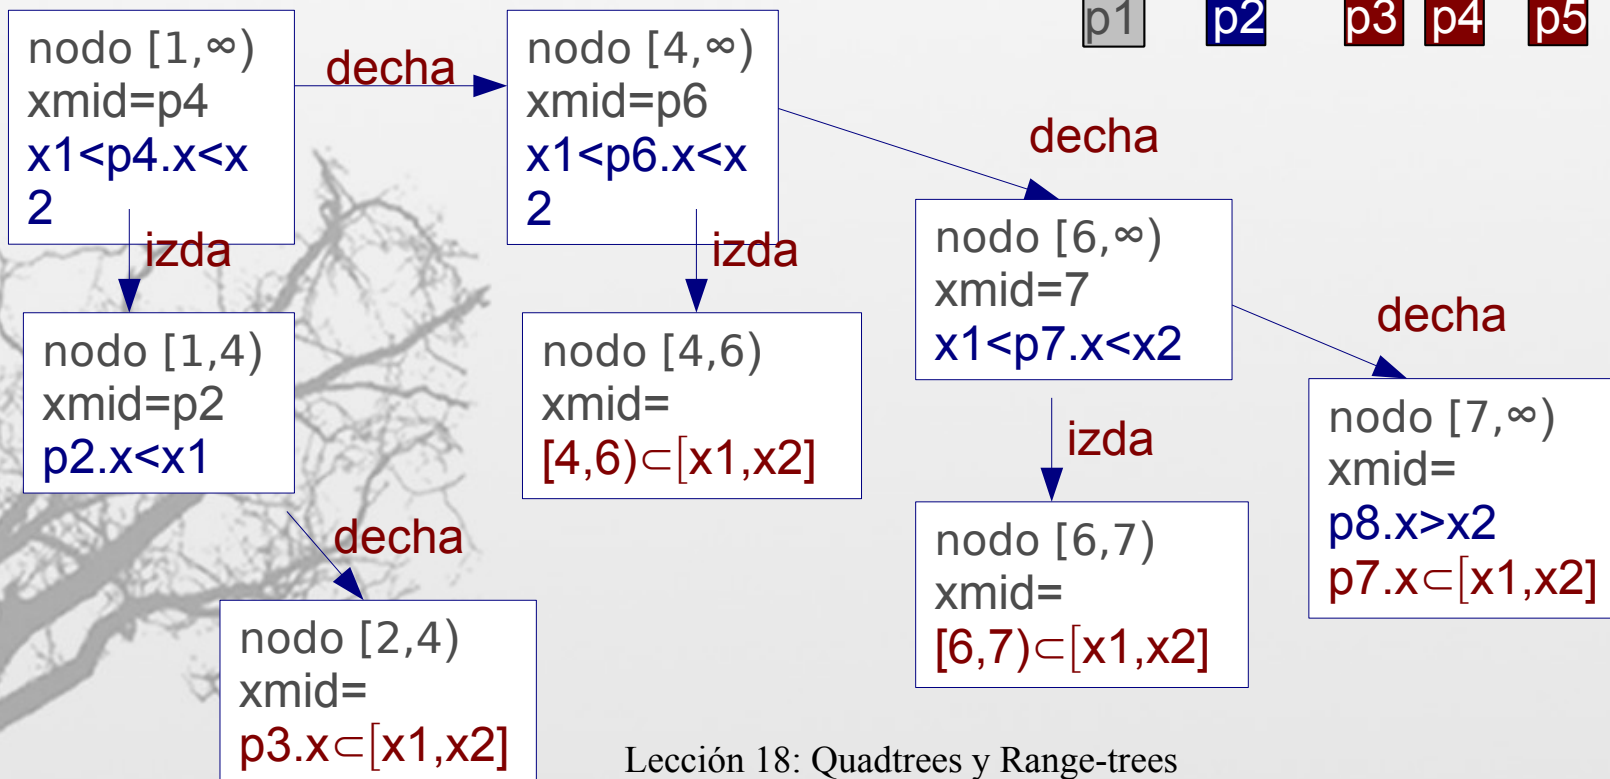 p1 p2 p3 p4 p5
nodo [1,∞)
xmid=p4
x1<p4.x<x
2
decha
nodo [4,∞)
xmid=p6
x1<p6.x<x
2
decha
izda
izda
nodo [6,∞)
xmid=7
x1<p7.x<x2
decha
nodo [1,4)
xmid=p2
p2.x<x1
nodo [4,6)
xmid=
[4,6)⊂[x1,x2]
izda
nodo [7,∞)
xmid=
p8.x>x2
p7.x⊂[x1,x2]
decha
nodo [6,7)
xmid=
[6,7)⊂[x1,x2]
nodo [2,4)
xmid=
p3.x⊂[x1,x2]
Lección 18: Quadtrees y Range-trees